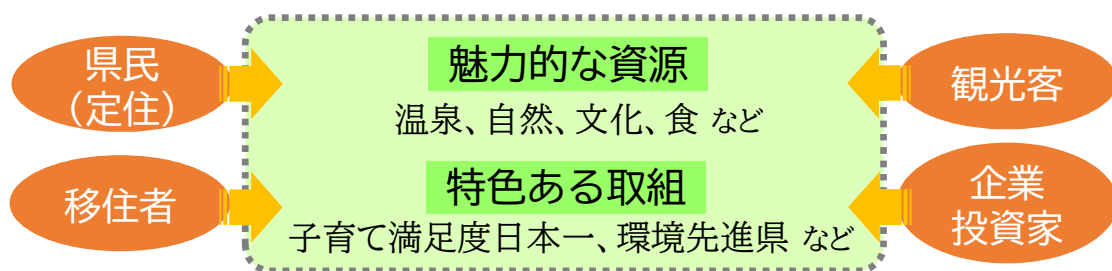 県民
（定住）
移住者
魅力的な資源
温泉、自然、文化、食 など
特色ある取組
子育て満足度日本一、環境先進県 など
観光客
企業
投資家